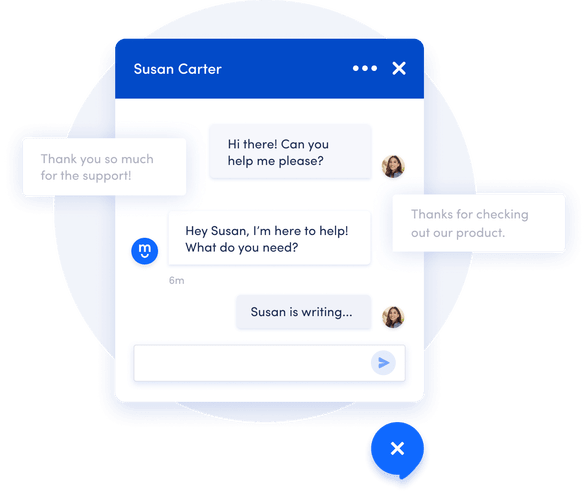 Susan Carter
Hi there! Can you
help me please?
Thank you so much
for the support!
Thanks for checking
out our product.
m
Hey Susan, I’m here to help!
What do you need?
6m
Susan is writing...